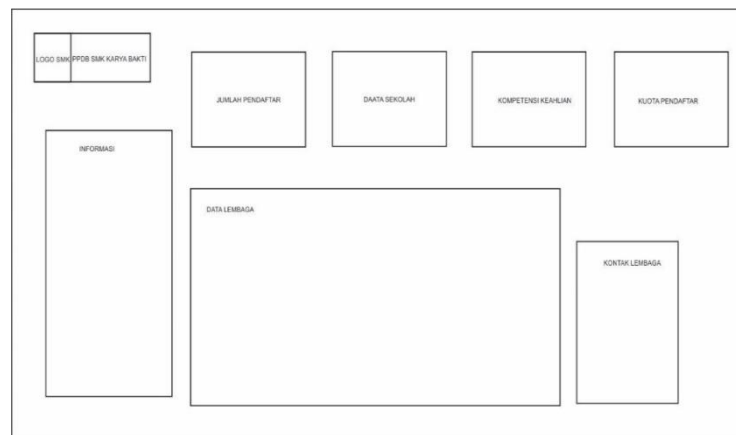 LOGO SMK
PPDB SMK KARYA BAKTI
JUMLAH PENDAFTAR
DAATA SEKOLAH
KOMPETENSI KEAHLIAN
KUOTA PENDAFTAR
INFORMASI
DATA LEMBAGA
KONTAK LEMBAGA